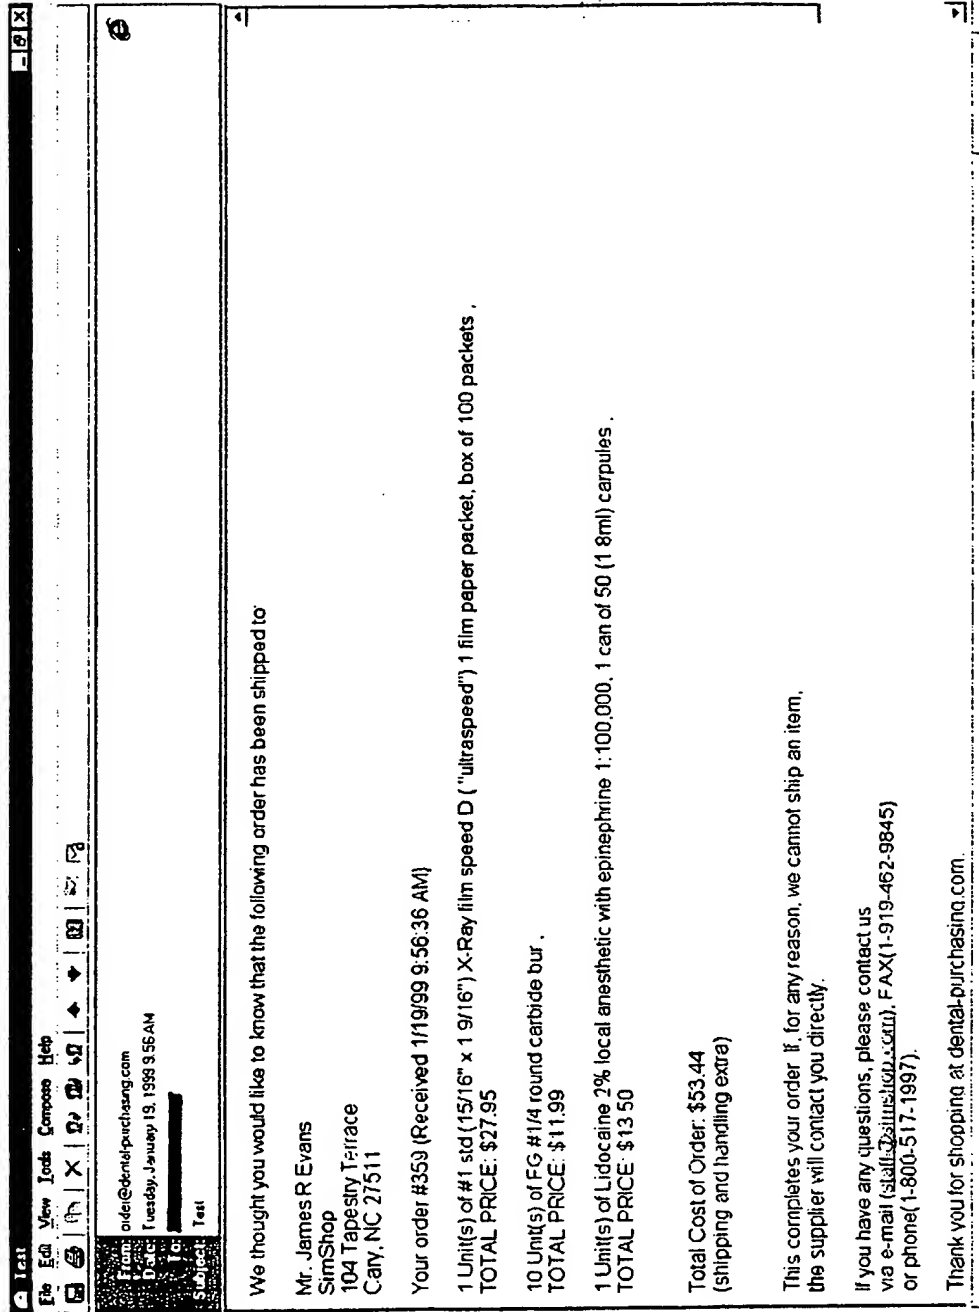 Test
File Edit View Tools Compose Help
From: order@dental-purchasing.com
Date: Tuesday, January 19, 1999 9:56 AM
To:
Subject: Test
We thought you would like to know that the following order has been shipped to
Mr. James R Evans
SimShop
104 Tapestry Terrace
Cary, NC 27511
Your order #359 (Received 1/19/99 9:56:36 AM)
1 Unit(s) of #1 std (15/16" x 1 9/16") X-Ray film speed D ( "ultraspeed") 1 film paper packet, box of 100 packets .
TOTAL PRICE: $27.95
10 Unit(s) of FG #1/4 round carbide bur .
TOTAL PRICE: $11.99
1 Unit(s) of Lidocaine 2% local anesthetic with epinephrine 1:100,000, 1 can of 50 (1 8ml) carpules .
TOTAL PRICE: $13 50
Total Cost of Order: $53.44
(shipping and handling extra)
This completes your order If, for any reason, we cannot ship an item,
the supplier will contact you directly.
If you have any questions, please contact us
via e-mail (staff@simshop.com), FAX(1-919-462-9845)
or phone( 1-800-517-1997).
Thank you for shopping at dental-purchasing.com.